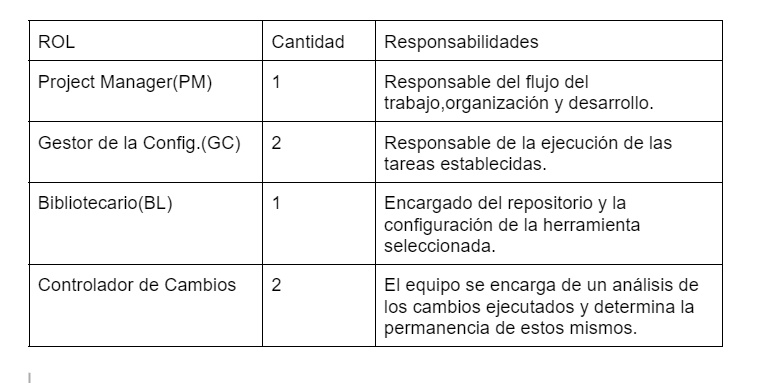 ROL Cantidad Responsabilidades
Project Manager(PM) 1 Responsable del flujo del
trabajo,organización y desarrollo.
Gestor de la Config.(GC) 2 Responsable de la ejecución de las
tareas establecidas.
Bibliotecario(BL) 1 Encargado del repositorio y la
configuración de la herramienta
seleccionada.
Controlador de Cambios 2 El equipo se encarga de un análisis de
los cambios ejecutados y determina la
permanencia de estos mismos.